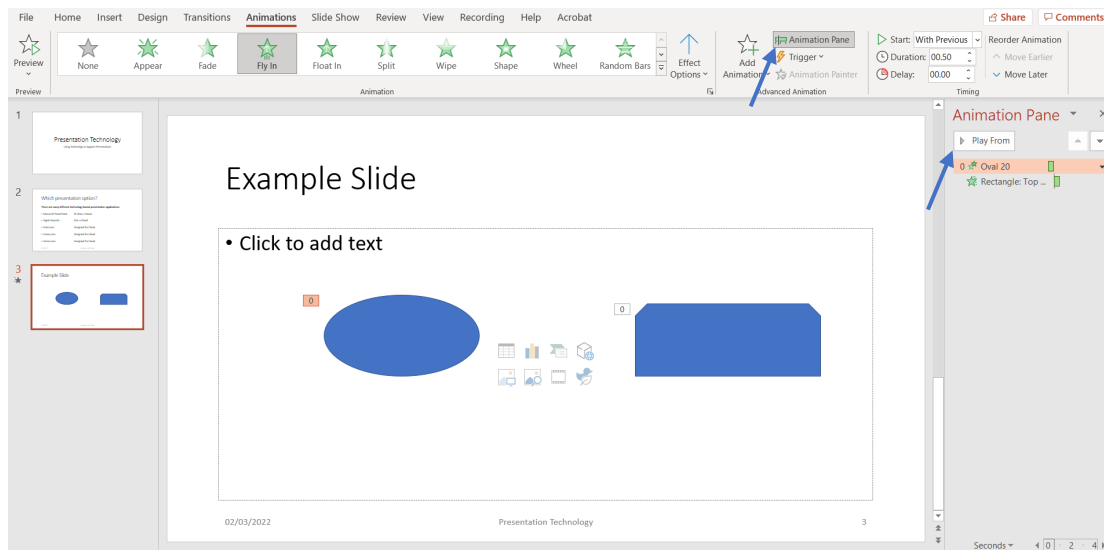 File Home Insert Design Transitions Animations Slide Show Review View Recording Help Acrobat Share Comments
Preview None Appear Fade Fly In Float In Split Wipe Shape Wheel Random Bars Effect Options Add Animation Animation Pane Trigger Animation Painter Start: With Previous Duration: 00.50 Delay: 00.00 Reorder Animation Move Earlier Move Later
Preview Animation Advanced Animation Timing
1
Presentation Technology
2
Which presentation option?
3
Example Slide
Example Slide
• Click to add text
0
0
02/03/2022 Presentation Technology 3
Animation Pane
Play From
0 Oval 20
Rectangle: Top ...
Seconds 0 2 4